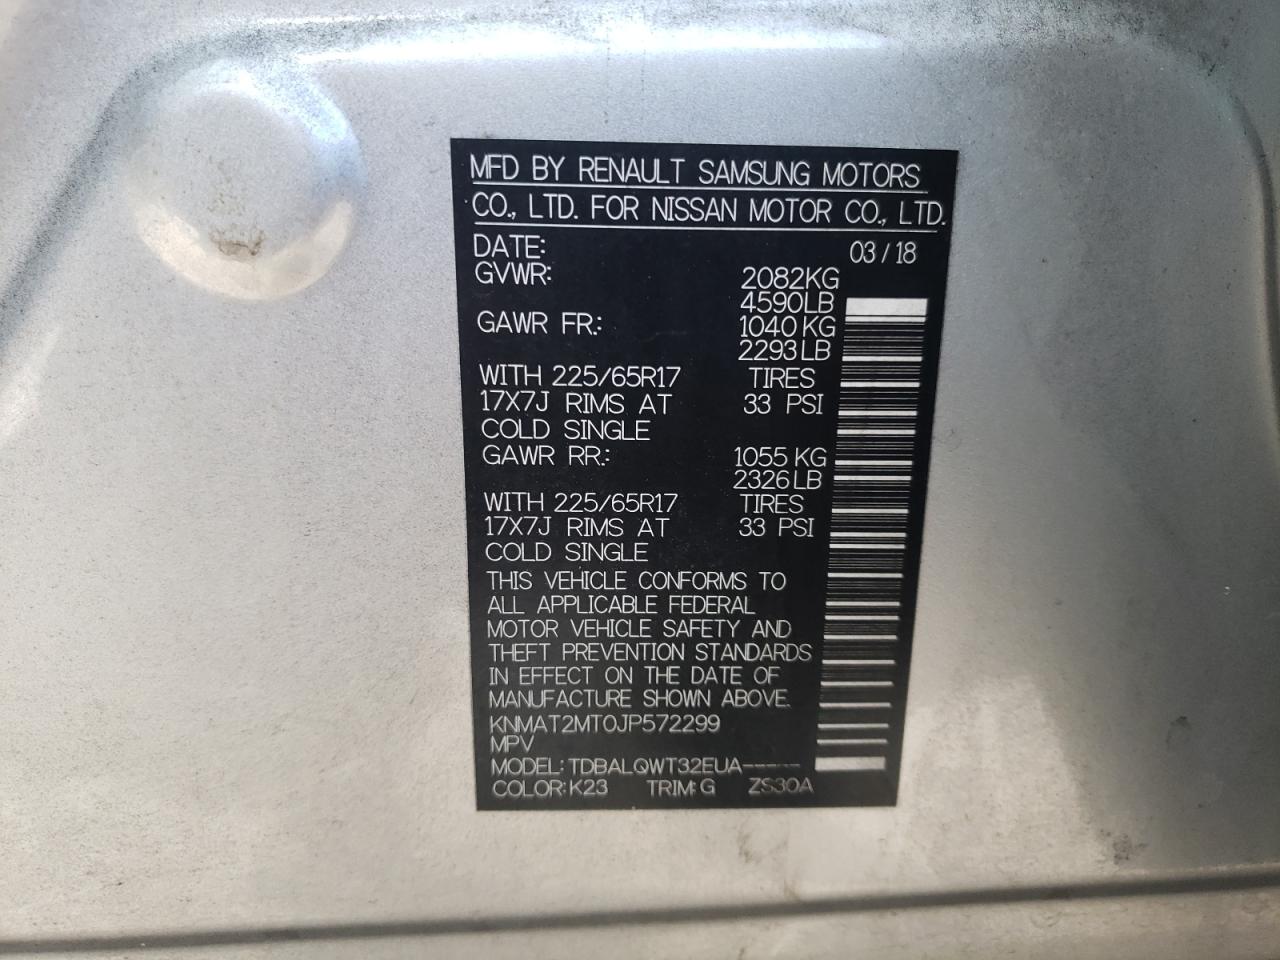 MFD BY RENAULT SAMSUNG MOTORS
CO., LTD. FOR NISSAN MOTOR CO., LTD.
DATE: 03 / 18
GVWR: 2082KG
4590LB
GAWR FR.: 1040 KG
2293 LB
WITH 225/65R17 TIRES
17X7J RIMS AT 33 PSI
COLD SINGLE
GAWR RR.: 1055 KG
2326 LB
WITH 225/65R17 TIRES
17X7J RIMS AT 33 PSI
COLD SINGLE
THIS VEHICLE CONFORMS TO
ALL APPLICABLE FEDERAL
MOTOR VEHICLE SAFETY AND
THEFT PREVENTION STANDARDS
IN EFFECT ON THE DATE OF
MANUFACTURE SHOWN ABOVE.
KNMAT2MT0JP572299
MPV
MODEL: TDBALQWT32EUA-----
COLOR: K23 TRIM: G ZS30A